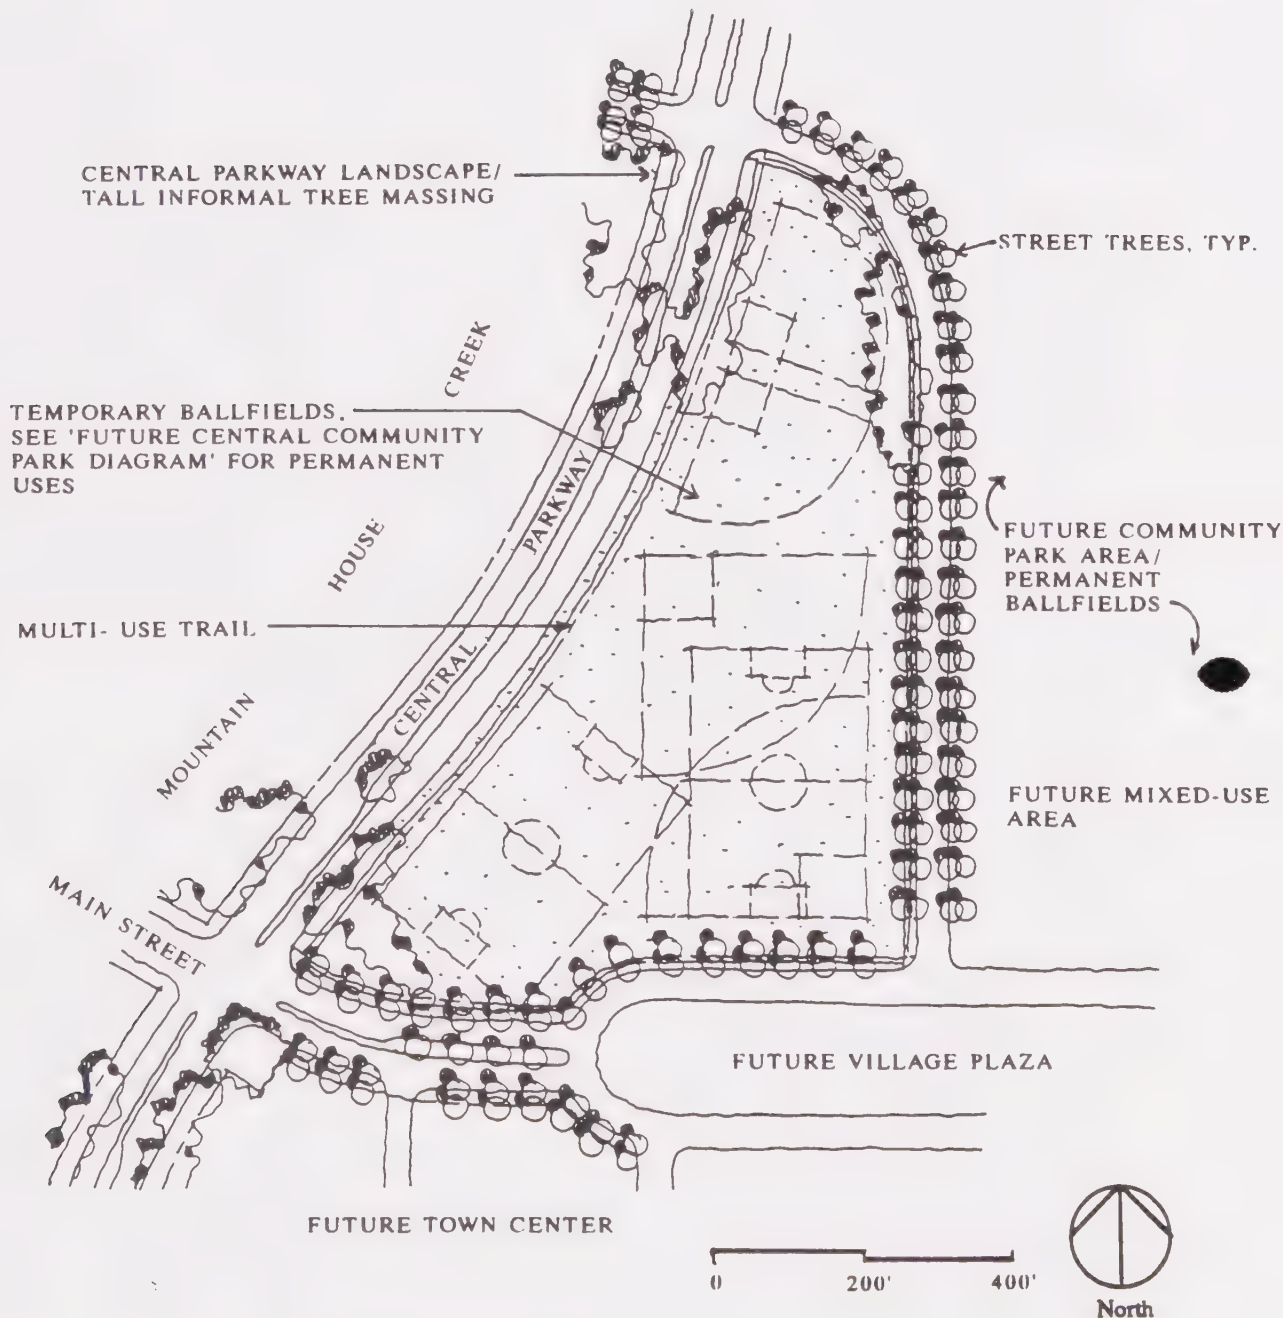 CENTRAL PARKWAY LANDSCAPE/
TALL INFORMAL TREE MASSING
STREET TREES, TYP.
MOUNTAIN HOUSE CREEK
TEMPORARY BALLFIELDS,
SEE 'FUTURE CENTRAL COMMUNITY
PARK DIAGRAM' FOR PERMANENT
USES
CENTRAL PARKWAY
FUTURE COMMUNITY
PARK AREA/
PERMANENT
BALLFIELDS
MULTI- USE TRAIL
FUTURE MIXED-USE
AREA
MAIN STREET
FUTURE VILLAGE PLAZA
FUTURE TOWN CENTER
0 200' 400'
North